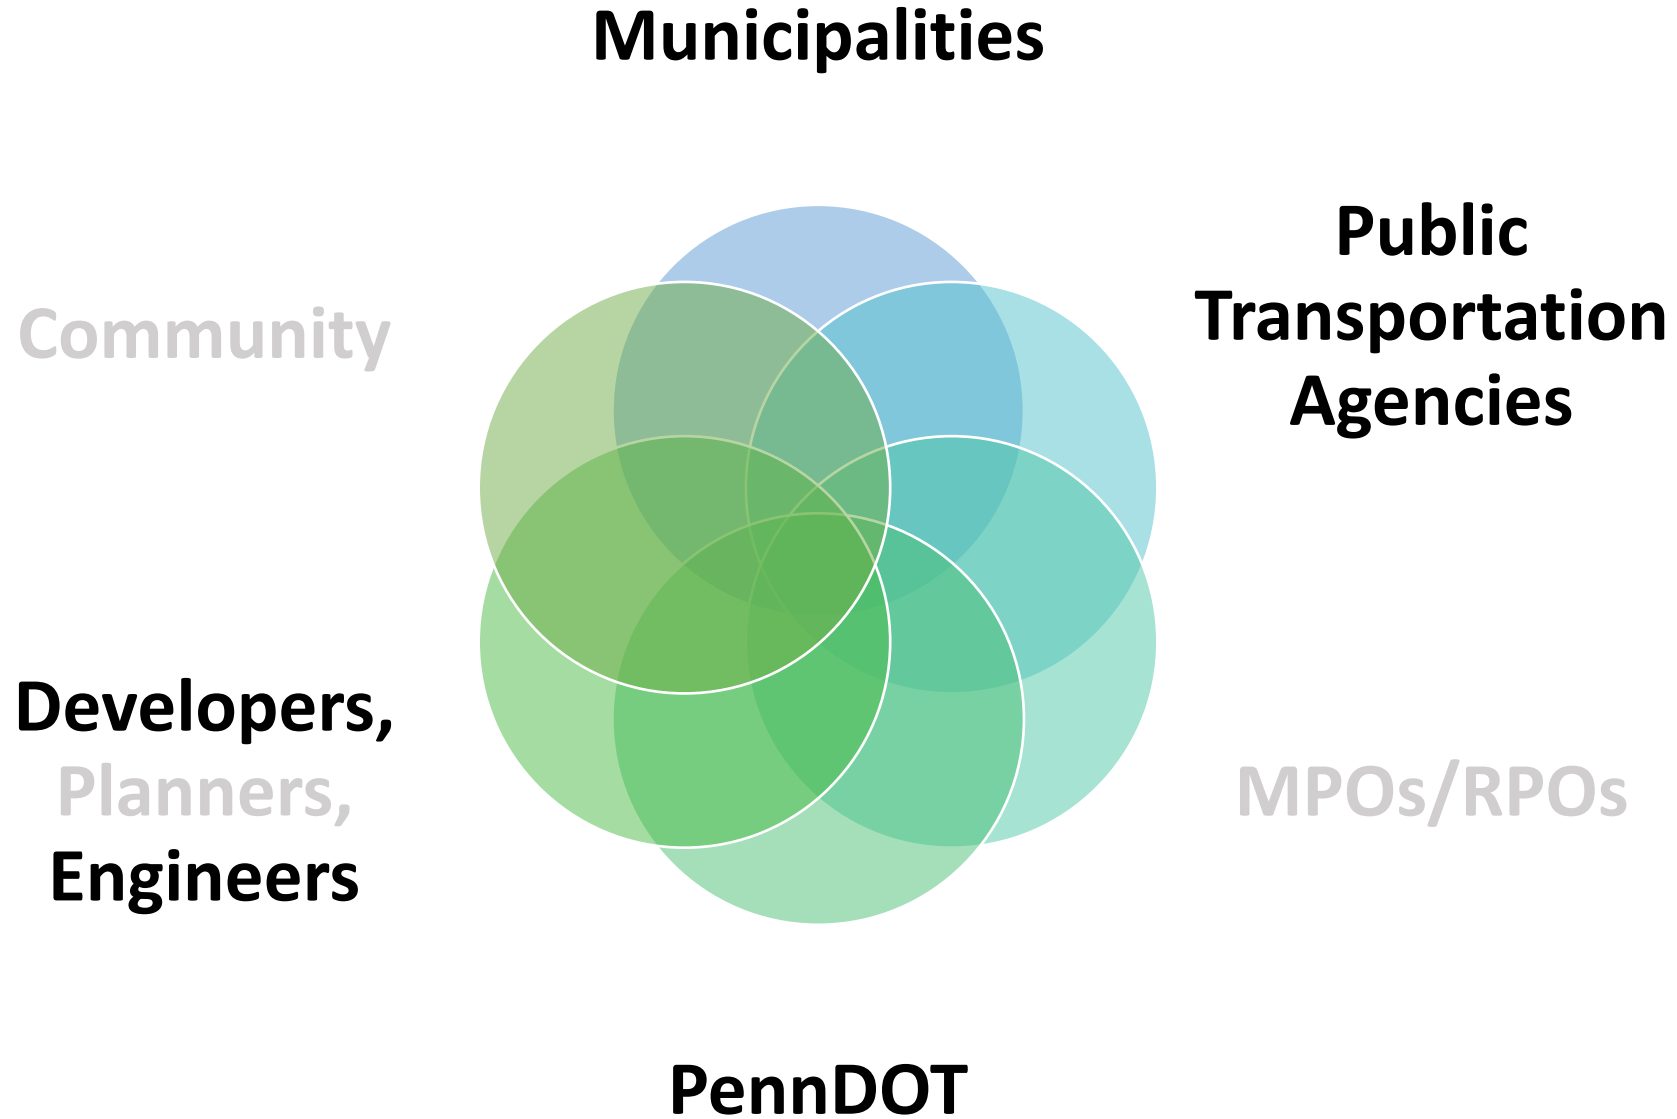 Municipalities
Public
Transportation
Agencies
Community
Developers,
Planners,
Engineers
MPOs/RPOs
PennDOT